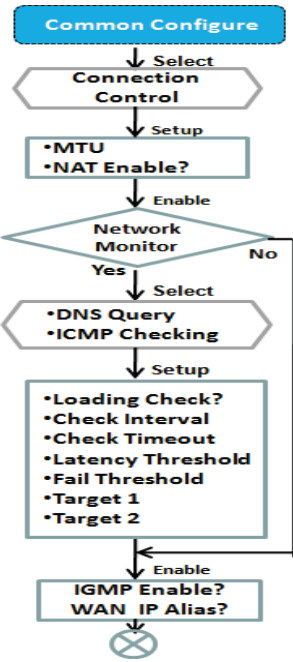 Common Configure
Select
Connection
Control
Setup
•MTU
•NAT Enable?
Enable
Network
Monitor
No
Yes
Select
•DNS Query
•ICMP Checking
Setup
•Loading Check?
•Check Interval
•Check Timeout
•Latency Threshold
•Fail Threshold
•Target 1
•Target 2
Enable
IGMP Enable?
WAN IP Alias?